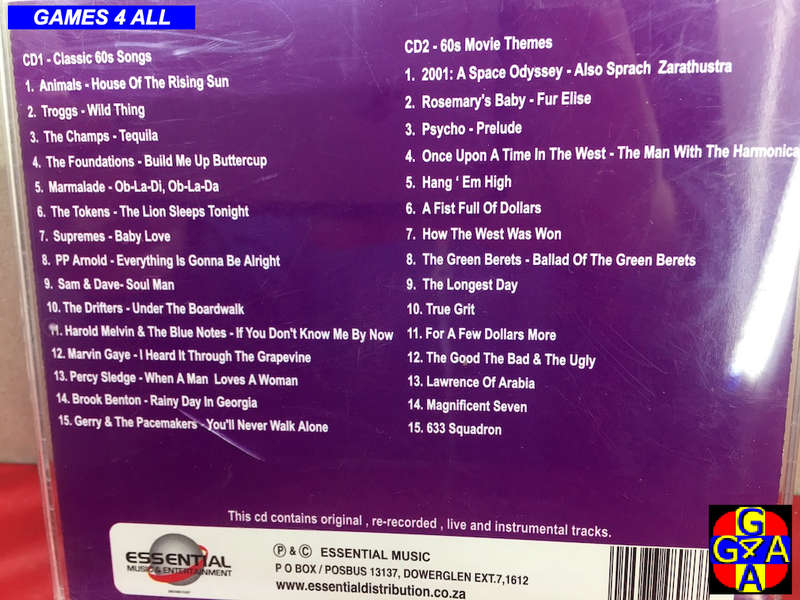 GAMES 4 ALL
CD1 - Classic 60s Songs
1. Animals - House Of The Rising Sun
2. Troggs - Wild Thing
3. The Champs - Tequila
4. The Foundations - Build Me Up Buttercup
5. Marmalade - Ob-La-Di, Ob-La-Da
6. The Tokens - The Lion Sleeps Tonight
7. Supremes - Baby Love
8. PP Arnold - Everything Is Gonna Be Alright
9. Sam & Dave- Soul Man
10. The Drifters - Under The Boardwalk
11. Harold Melvin & The Blue Notes - If You Don't Know Me By Now
12. Marvin Gaye - I Heard It Through The Grapevine
13. Percy Sledge - When A Man Loves A Woman
14. Brook Benton - Rainy Day In Georgia
15. Gerry & The Pacemakers - You'll Never Walk Alone
CD2 - 60s Movie Themes
1. 2001: A Space Odyssey - Also Sprach Zarathustra
2. Rosemary's Baby - Fur Elise
3. Psycho - Prelude
4. Once Upon A Time In The West - The Man With The Harmonica
5. Hang ' Em High
6. A Fist Full Of Dollars
7. How The West Was Won
8. The Green Berets - Ballad Of The Green Berets
9. The Longest Day
10. True Grit
11. For A Few Dollars More
12. The Good The Bad & The Ugly
13. Lawrence Of Arabia
14. Magnificent Seven
15. 633 Squadron
This cd contains original , re-recorded , live and instrumental tracks.
ESSENTIAL
MUSIC & ENTERTAINMENT
℗ & © ESSENTIAL MUSIC
P O BOX / POSBUS 13137, DOWERGLEN EXT.7,1612
www.essentialdistribution.co.za
G
G4A
A